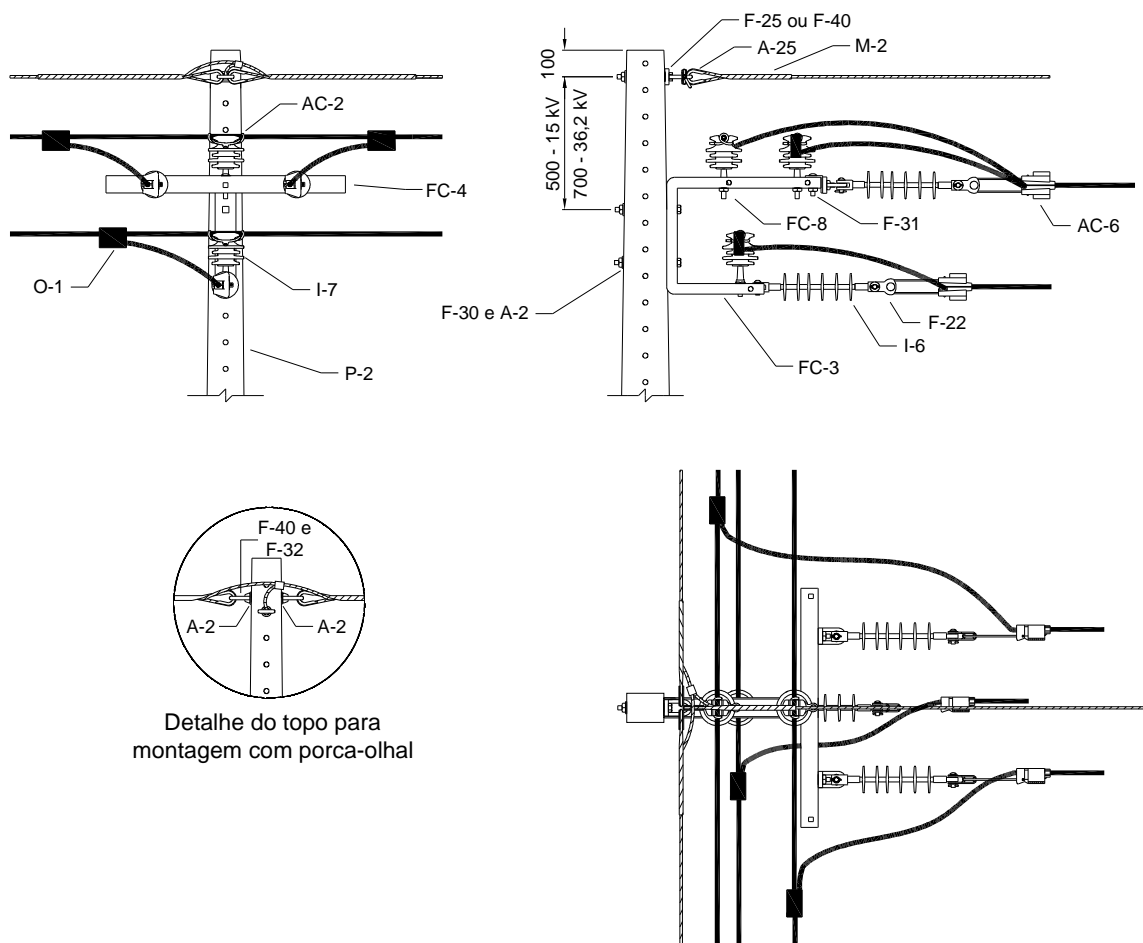 AC-2
FC-4
O-1
I-7
P-2
F-25 ou F-40
A-25
M-2
100
500 - 15 kV
700 - 36,2 kV
FC-8
F-31
AC-6
F-30 e A-2
F-22
I-6
FC-3
F-40 e
F-32
A-2
A-2
Detalhe do topo para
montagem com porca-olhal